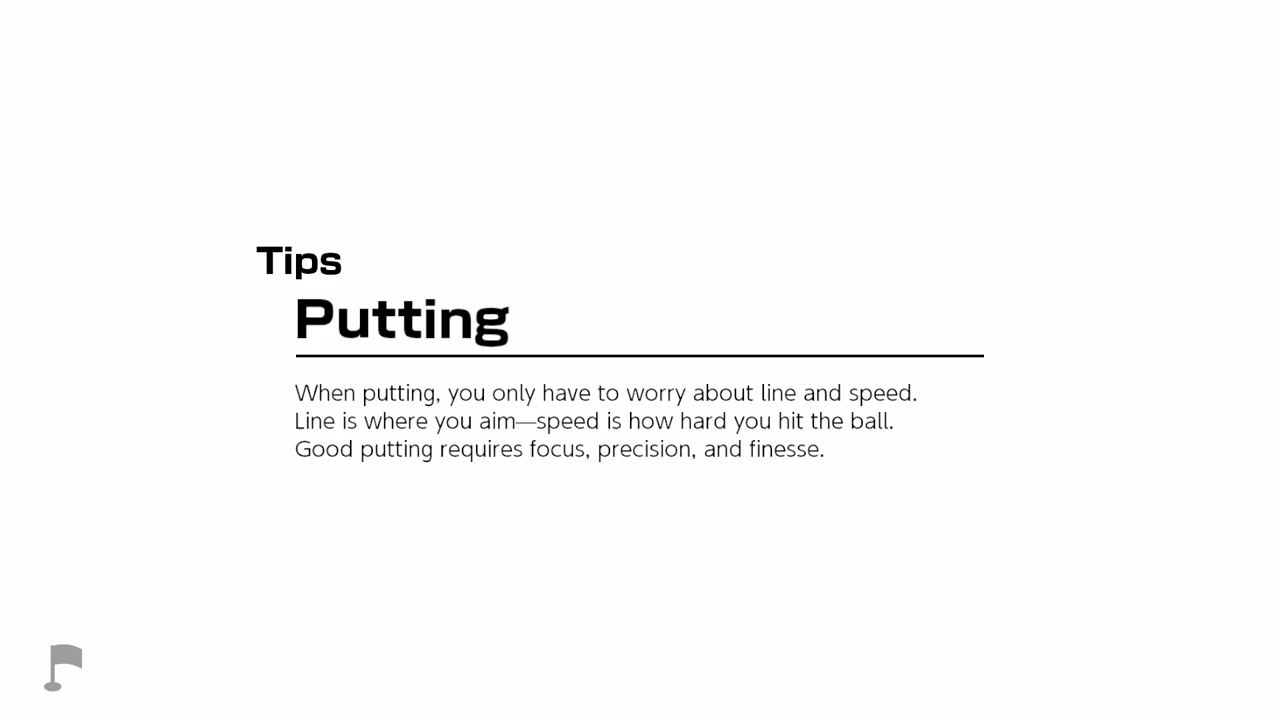 Tips
Putting
When putting, you only have to worry about line and speed.
Line is where you aim—speed is how hard you hit the ball.
Good putting requires focus, precision, and finesse.